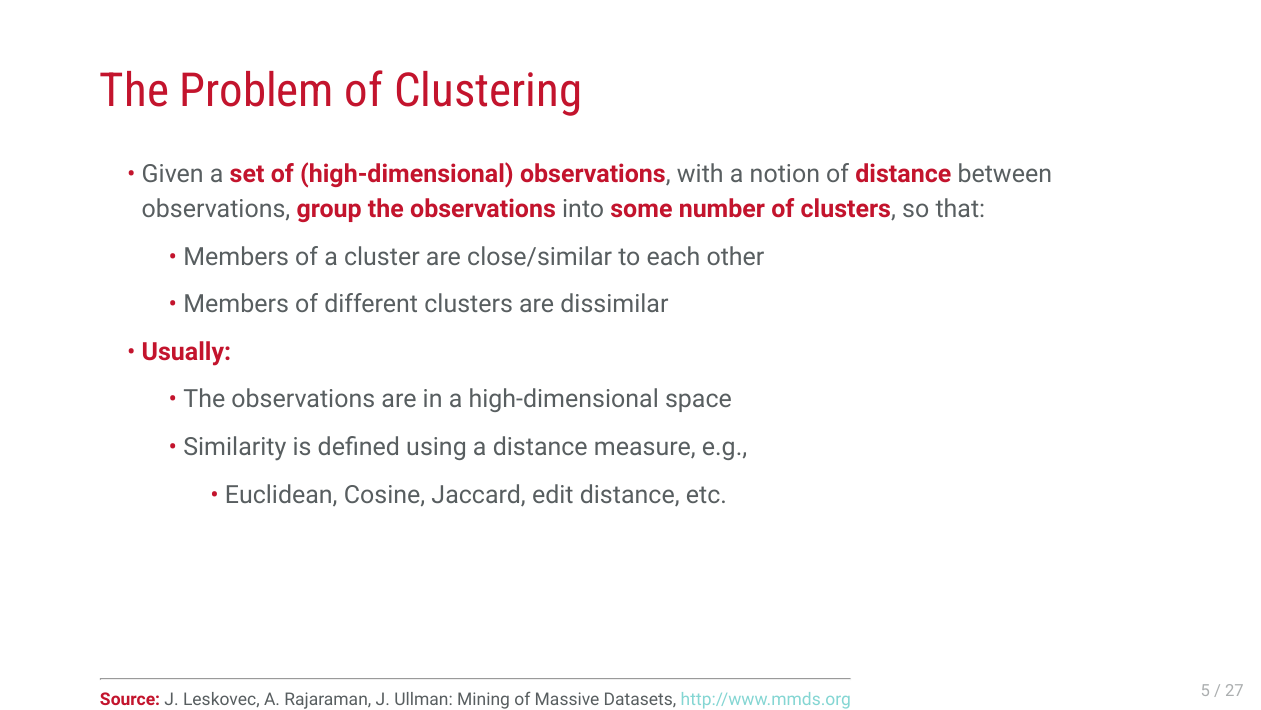 The Problem of Clustering
• Given a set of (high-dimensional) observations, with a notion of distance between
observations, group the observations into some number of clusters, so that:
• Members of a cluster are close/similar to each other
• Members of different clusters are dissimilar
• Usually:
• The observations are in a high-dimensional space
• Similarity is defined using a distance measure, e.g.,
• Euclidean, Cosine, Jaccard, edit distance, etc.
Source: J. Leskovec, A. Rajaraman, J. Ullman: Mining of Massive Datasets, http://www.mmds.org
5 / 27